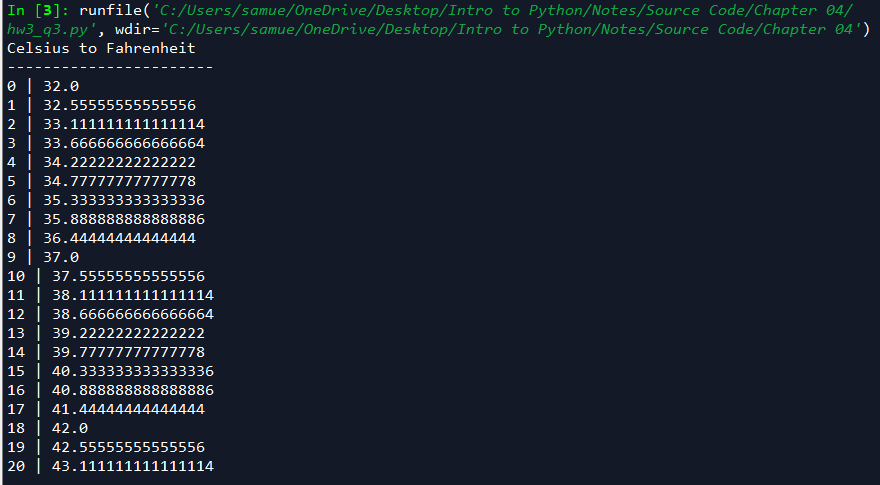 In [3]: runfile('C:/Users/samue/OneDrive/Desktop/Intro to Python/Notes/Source Code/Chapter 04/
hw3_q3.py', wdir='C:/Users/samue/OneDrive/Desktop/Intro to Python/Notes/Source Code/Chapter 04')
Celsius to Fahrenheit
-----------------------
0 | 32.0
1 | 32.55555555555556
2 | 33.111111111111114
3 | 33.666666666666664
4 | 34.22222222222222
5 | 34.77777777777778
6 | 35.333333333333336
7 | 35.888888888888886
8 | 36.44444444444444
9 | 37.0
10 | 37.55555555555556
11 | 38.111111111111114
12 | 38.666666666666664
13 | 39.22222222222222
14 | 39.77777777777778
15 | 40.333333333333336
16 | 40.888888888888886
17 | 41.44444444444444
18 | 42.0
19 | 42.55555555555556
20 | 43.111111111111114